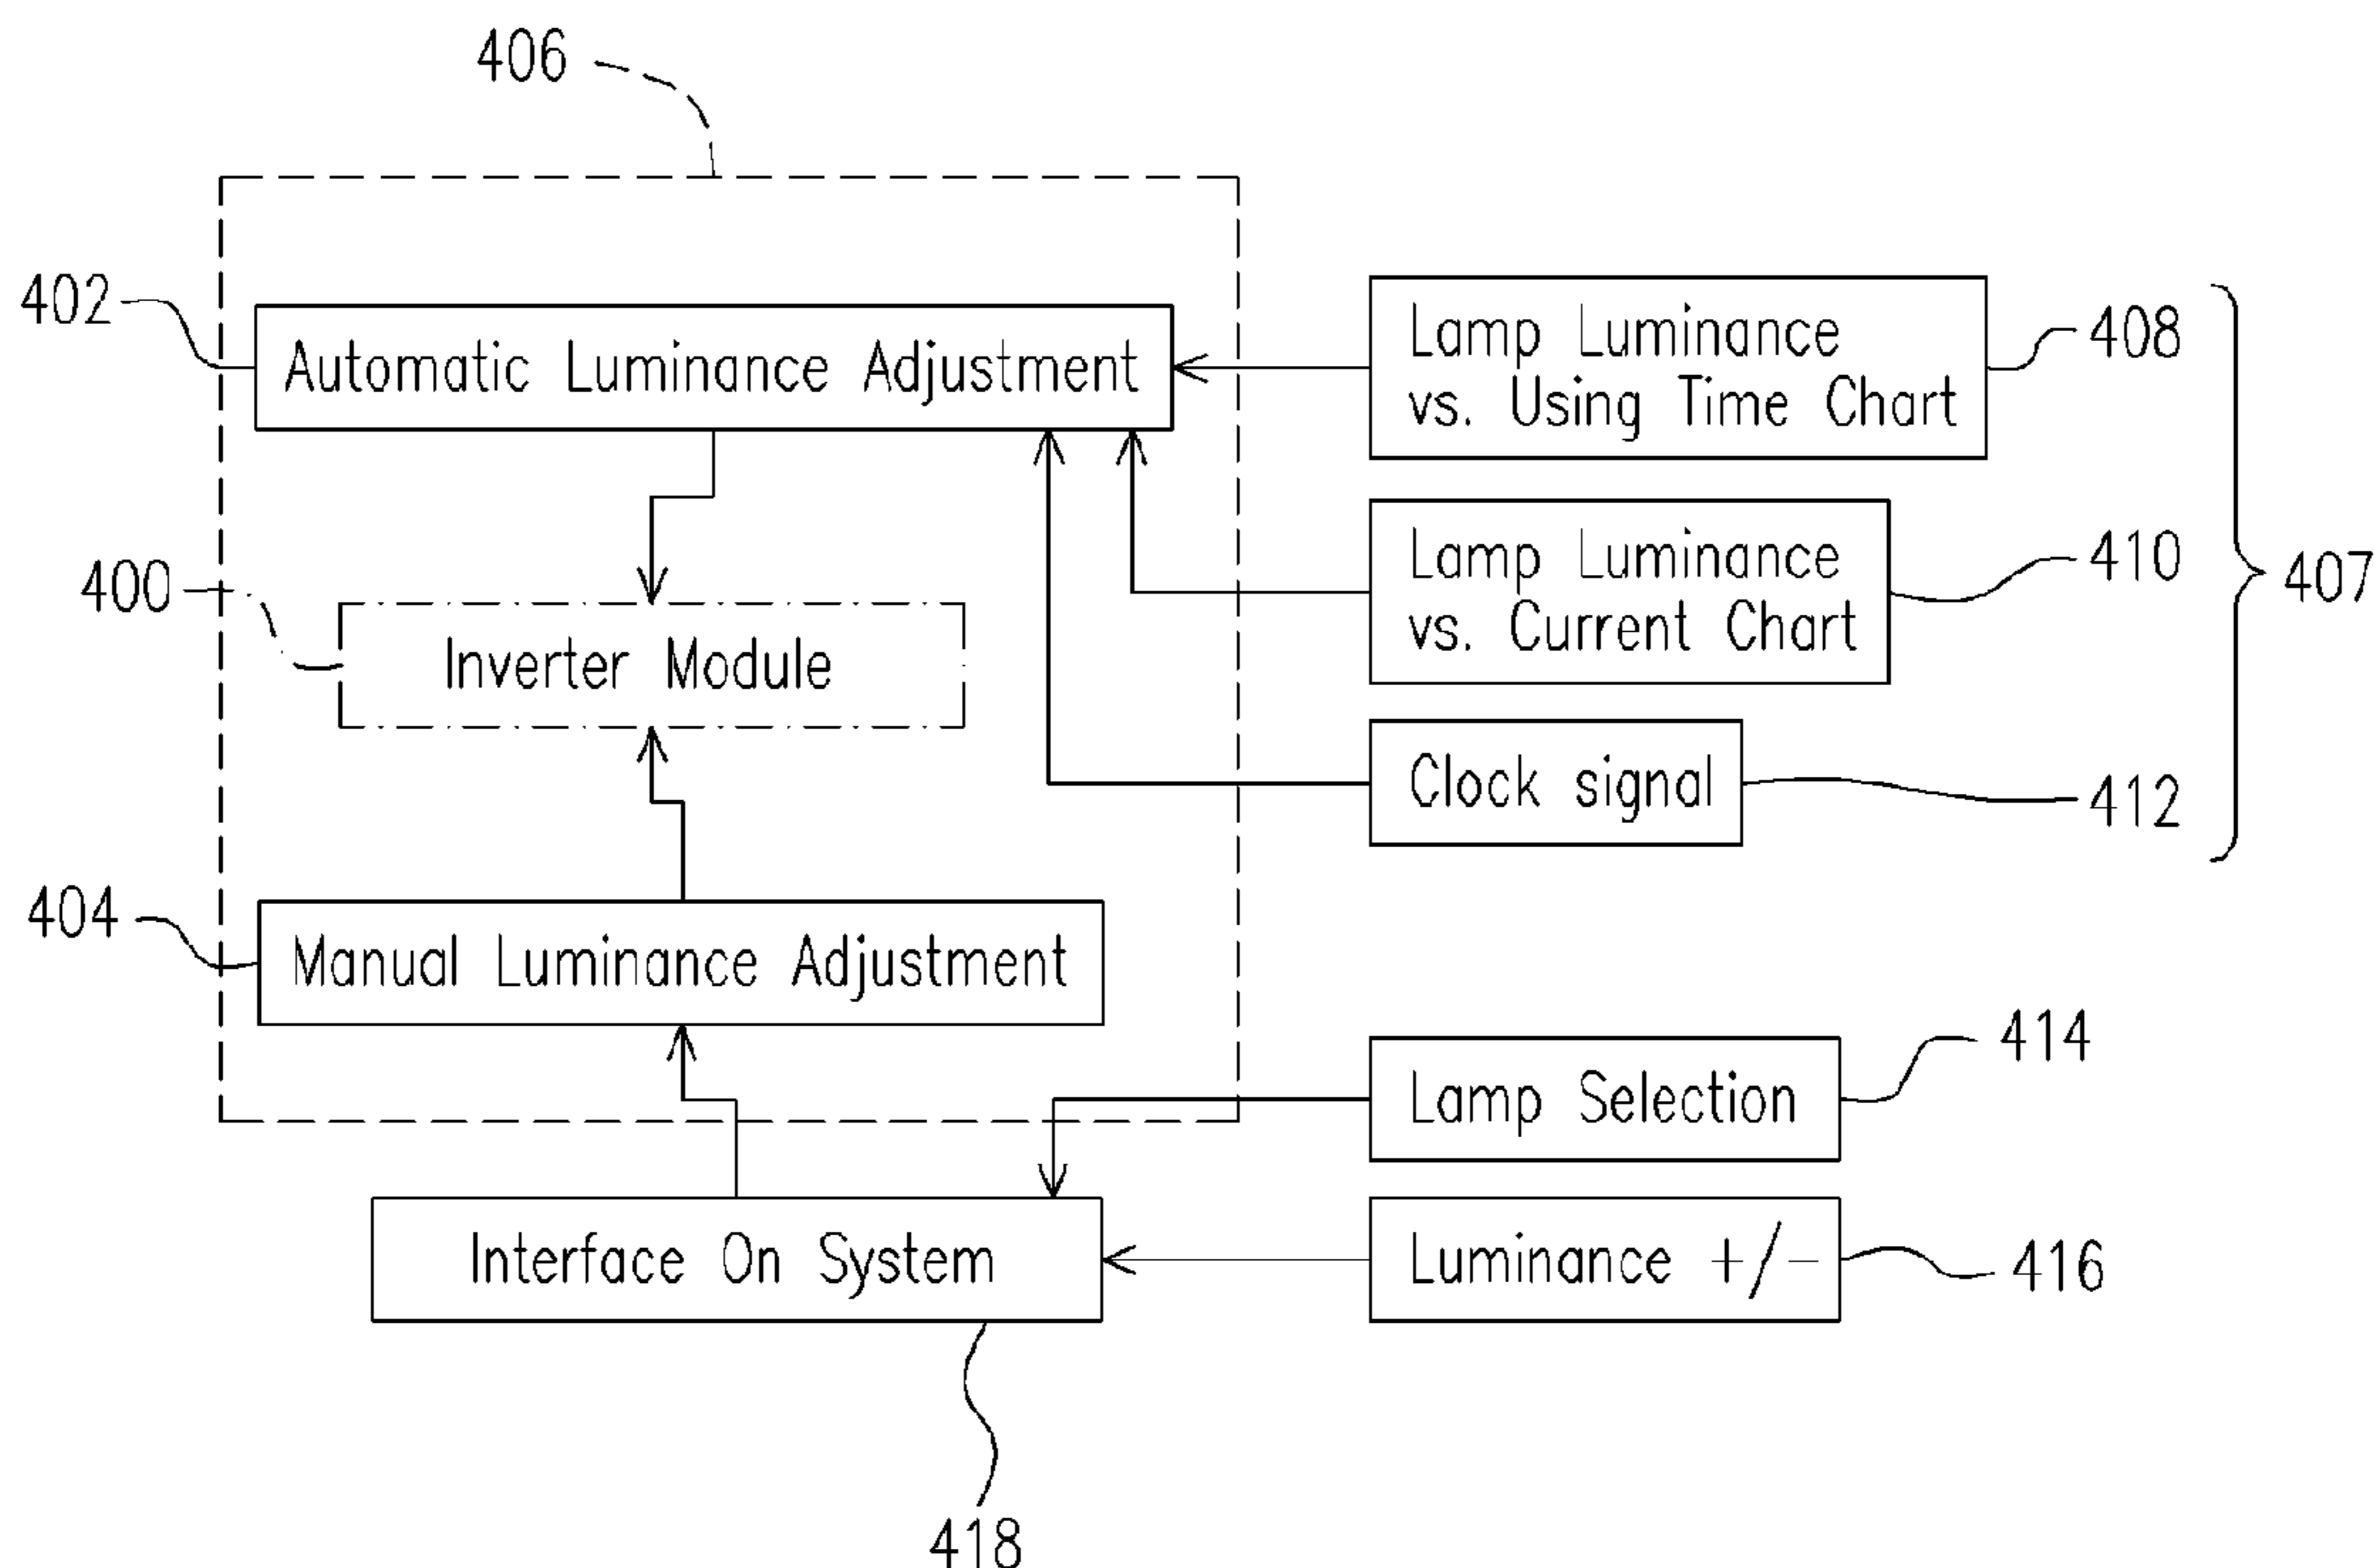 406
402
Automatic Luminance Adjustment
Lamp Luminance
vs. Using Time Chart
408
400
Inverter Module
Lamp Luminance
vs. Current Chart
410
407
Clock signal
412
404
Manual Luminance Adjustment
Lamp Selection
414
Interface On System
Luminance +/-
416
418